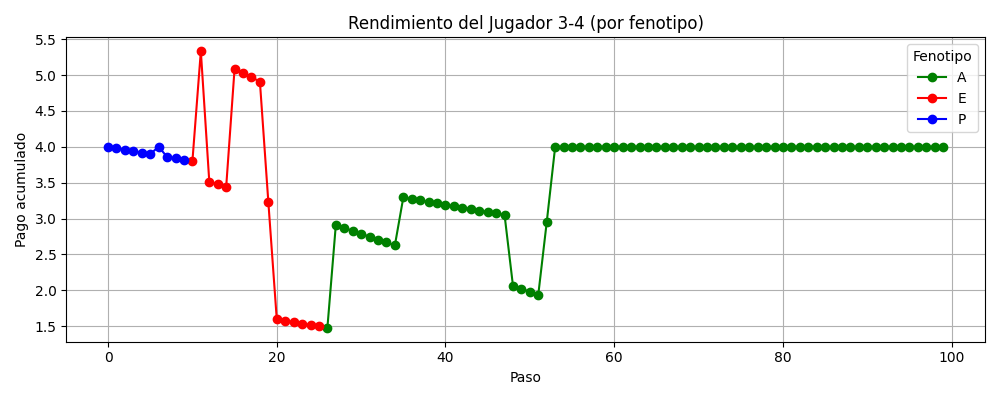 Rendimiento del Jugador 3-4 (por fenotipo)
Pago acumulado
5.5
5.0
4.5
4.0
3.5
3.0
2.5
2.0
1.5
Fenotipo
A
E
P
0 20 40 60 80 100
Paso